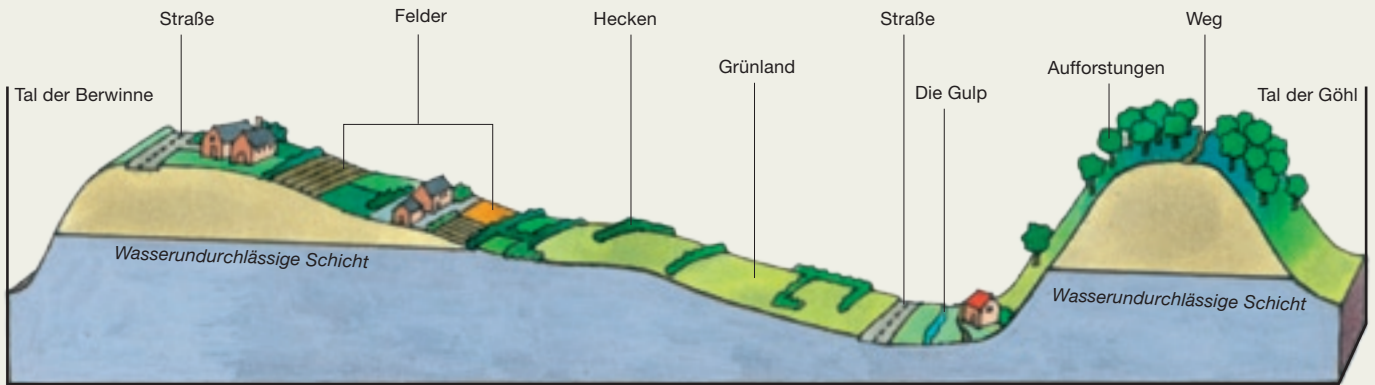 Straße
Felder
Hecken
Straße
Weg
Grünland
Aufforstungen
Die Gulp
Tal der Berwinne
Tal der Göhl
Wasserundurchlässige Schicht
Wasserundurchlässige Schicht